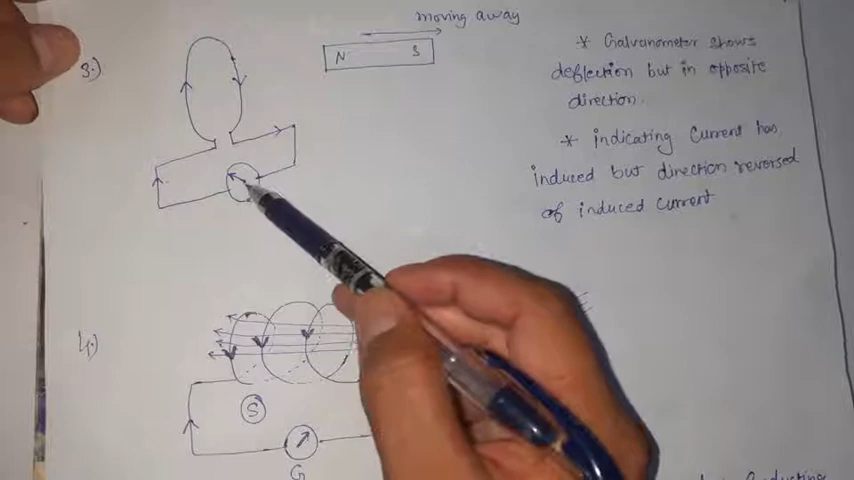 moving away
3.)
N S
* Galvanometer shows
deflection but in opposite
direction.
* indicating Current has
induced but direction reversed
of induced current
4.)
S
G